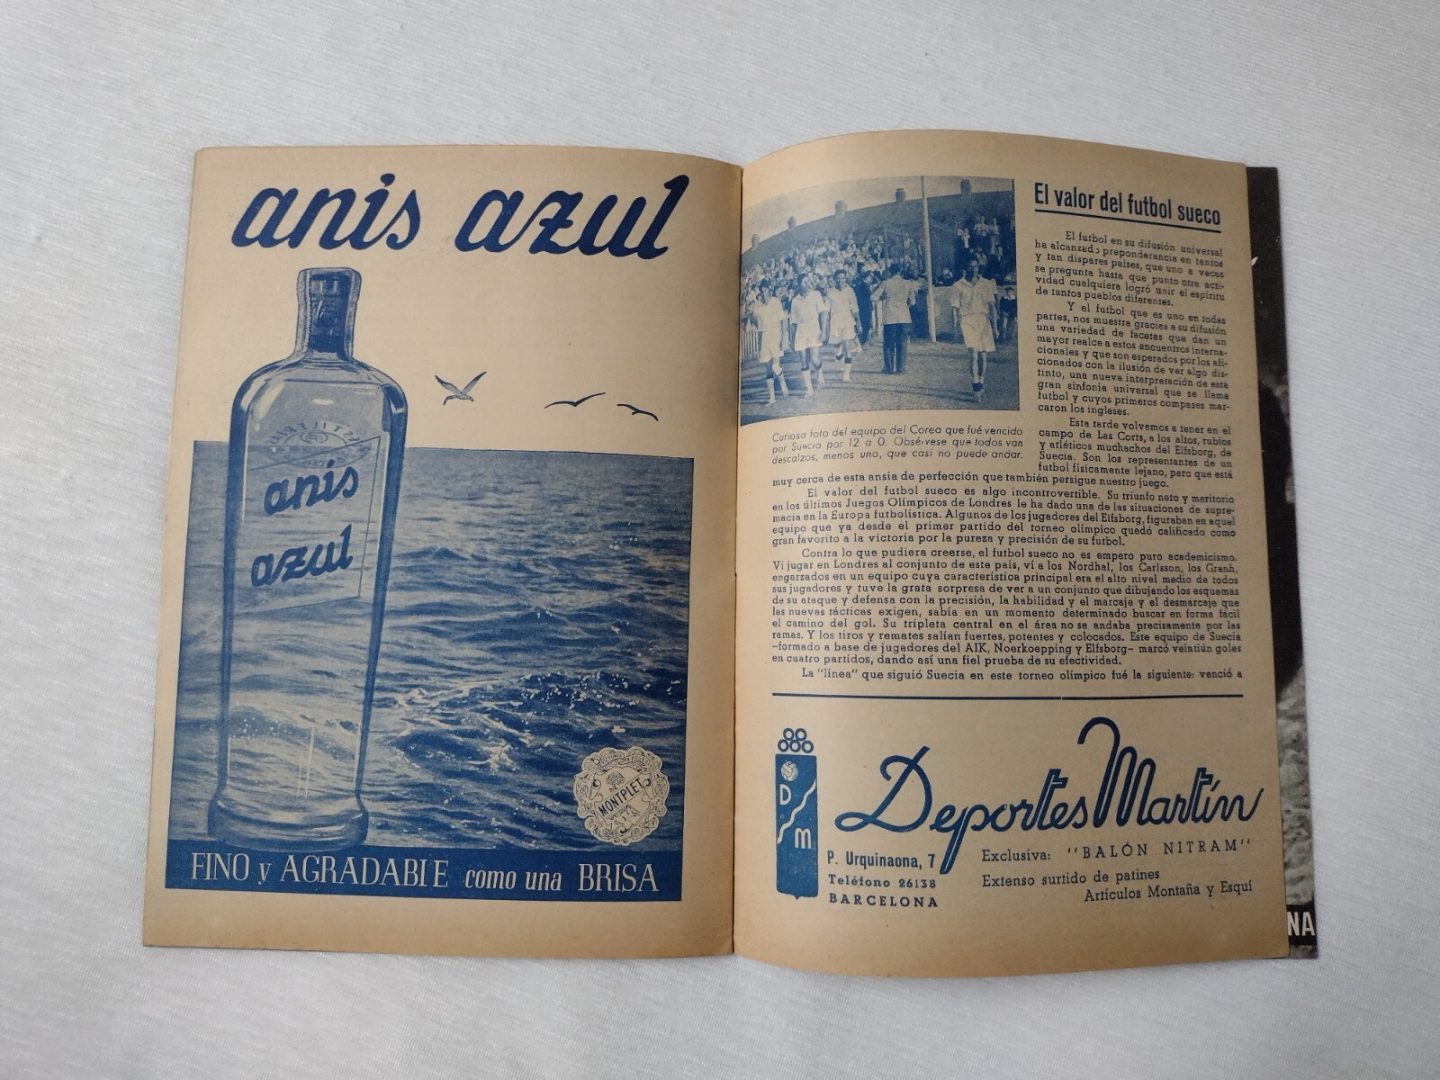 anis azul
anis
azul
MONTPLET
FINO y AGRADABLE como una BRISA
El valor del futbol sueco
El futbol en su difusión universal
ha alcanzado preponderancia en tantos
y tan dispares países, que uno a veces
se pregunta hasta que punto otra acti-
vidad cualquiera logró unir el espíritu
de tantos pueblos diferentes.
Y el futbol que es uno en todas
partes, nos muestra gracias a su difusión
una variedad de facetas que dan un
mayor realce a estos encuentros interna-
cionales y que son esperados por los afi-
cionados con la ilusión de ver algo dis-
tinto, una nueva interpretación de esta
gran sinfonía universal que se llama
futbol y cuyos primeros compases mar-
caron los ingleses.
Esta tarde volvemos a tener en el
campo de Las Corts, a los altos, rubios
y atléticos muchachos del Elfsborg, de
Suecia. Son los representantes de un
futbol físicamente lejano, pero que está
Curiosa foto del equipo del Corea que fué vencido
por Suecia por 12 a 0. Obsérvese que todos van
descalzos, menos uno, que casi no puede andar.
muy cerca de esta ansia de perfección que también persigue nuestro juego.
El valor del futbol sueco es algo incontrovertible. Su triunfo neto y meritorio
en los últimos Juegos Olímpicos de Londres le ha dado una de las situaciones de supre-
macia en la Europa futbolística. Algunos de los jugadores del Elfsborg, figuraban en aquel
equipo que ya desde el primer partido del torneo olímpico quedó calificado como
gran favorito a la victoria por la pureza y precisión de su futbol.
Contra lo que pudiera creerse, el futbol sueco no es empero puro academicismo.
Vi jugar en Londres al conjunto de este país, ví a los Nordhal, los Carlsson, los Granh,
engarzados en un equipo cuya característica principal era el alto nivel medio de todos
sus jugadores y tuve la grata sorpresa de ver a un conjunto que dibujando los esquemas
de su ataque y defensa con la precisión, la habilidad y el marcaje y el desmarcaje que
las nuevas tácticas exigen, sabía en un momento determinado buscar en forma fácil
el camino del gol. Su tripleta central en el área no se andaba precisamente por las
ramas. Y los tiros y remates salían fuertes, potentes y colocados. Este equipo de Suecia
-formado a base de jugadores del AIK, Noerkoepping y Elfsborg- marcó veintiún goles
en cuatro partidos, dando así una fiel prueba de su efectividad.
La "línea" que siguió Suecia en este torneo olímpico fué la siguiente: venció a
D
M
Deportes Martín
P. Urquinaona, 7
Teléfono 26138
BARCELONA
Exclusiva: "BALÓN NITRAM"
Extenso surtido de patines
Artículos Montaña y Esquí
NA